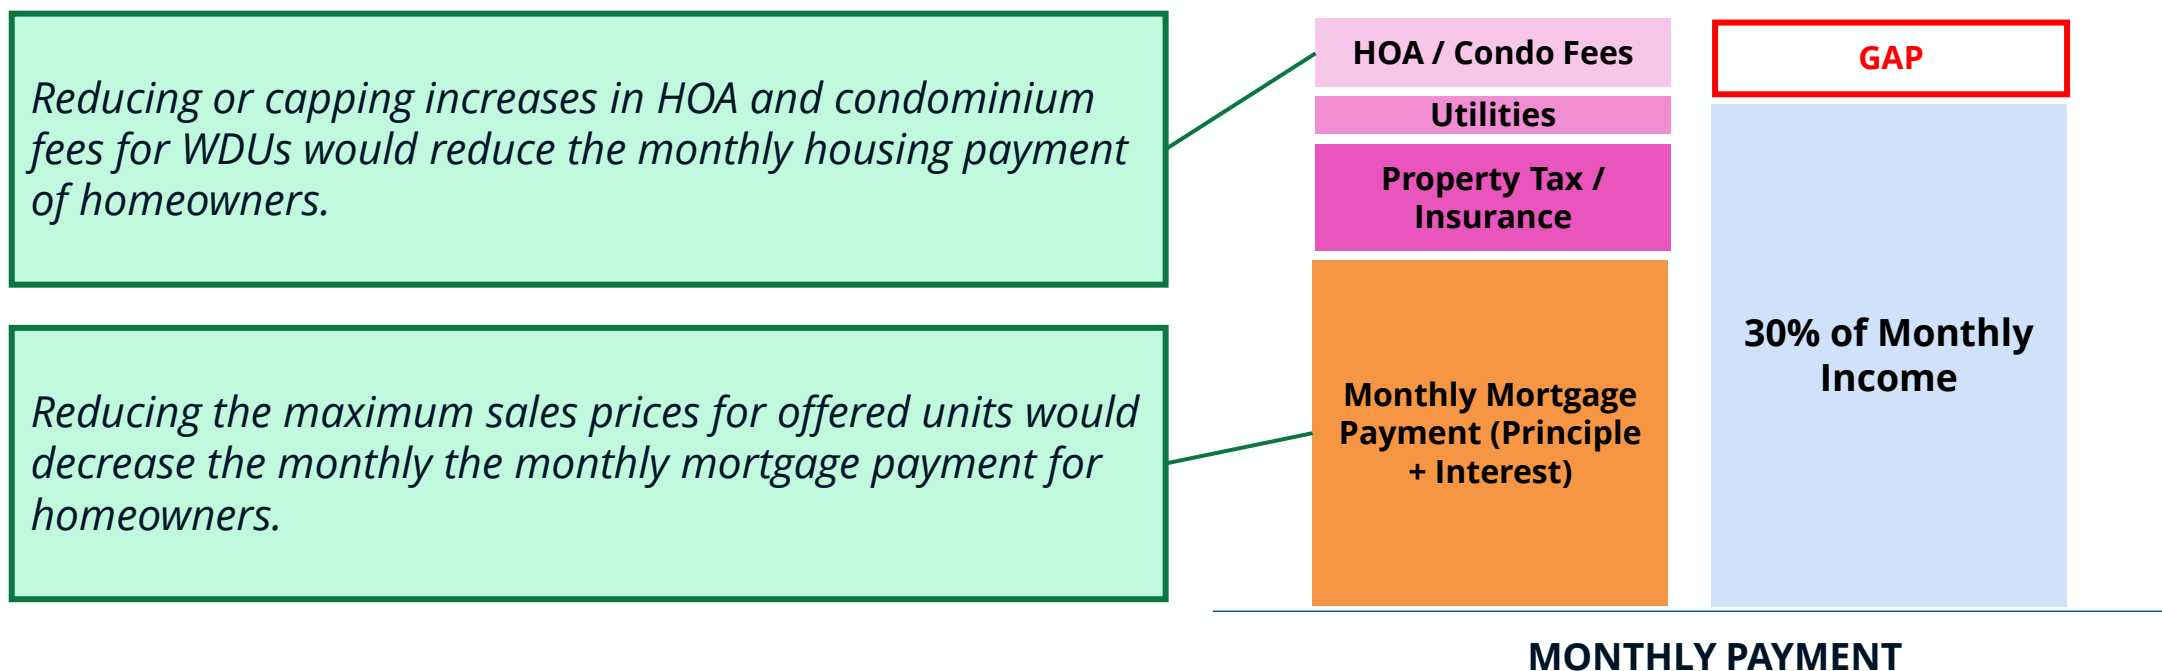 Reducing or capping increases in HOA and condominium
fees for WDUs would reduce the monthly housing payment
of homeowners.
Reducing the maximum sales prices for offered units would
decrease the monthly the monthly mortgage payment for
homeowners.
HOA / Condo Fees
Utilities
Property Tax /
Insurance
Monthly Mortgage
Payment (Principle
+ Interest)
GAP
30% of Monthly
Income
MONTHLY PAYMENT